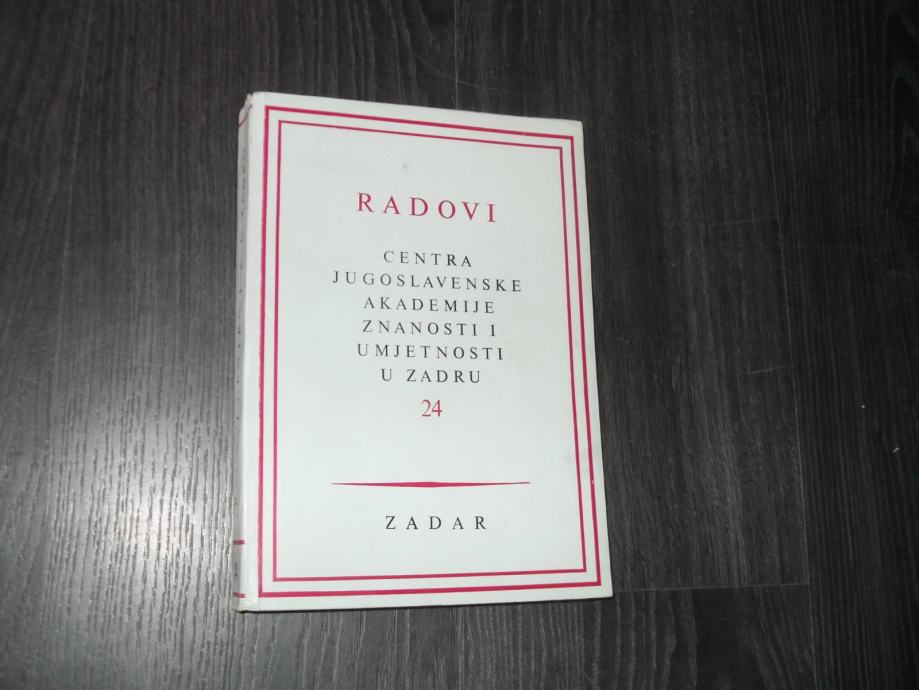 RADOVI
CENTRA
JUGOSLAVENSKE
AKADEMIJE
ZNANOSTI I
UMJETNOSTI
U ZADRU
24
ZADAR